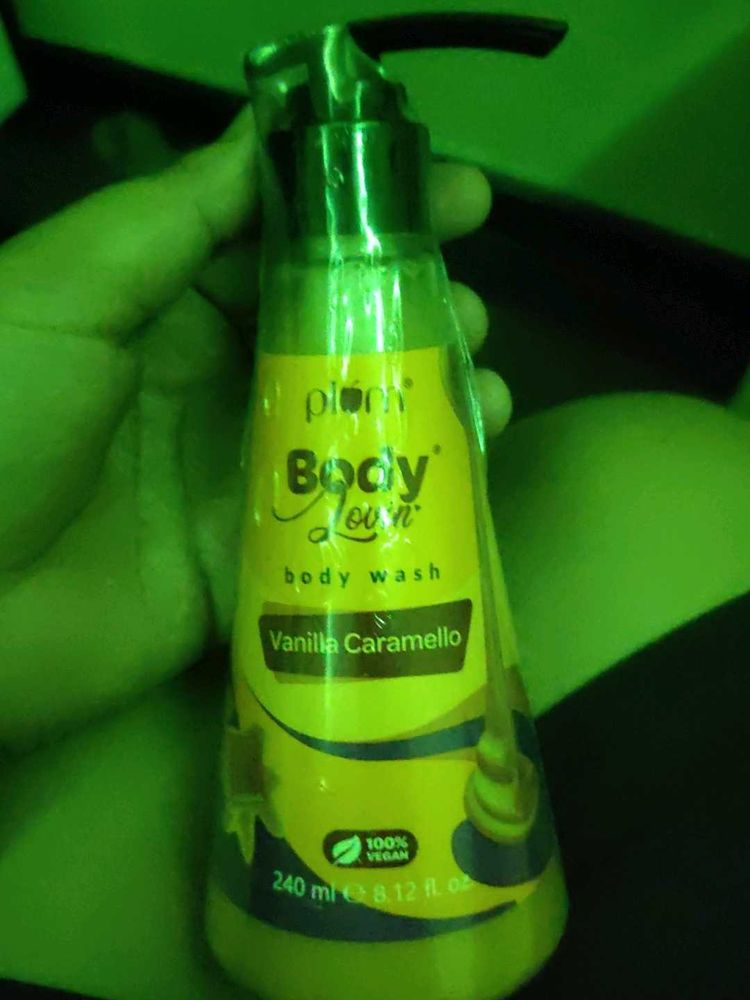 plum®
Body®
Lovin'
body wash
Vanilla Caramello
100%
VEGAN
240 ml ℮ 8.12 fl. oz